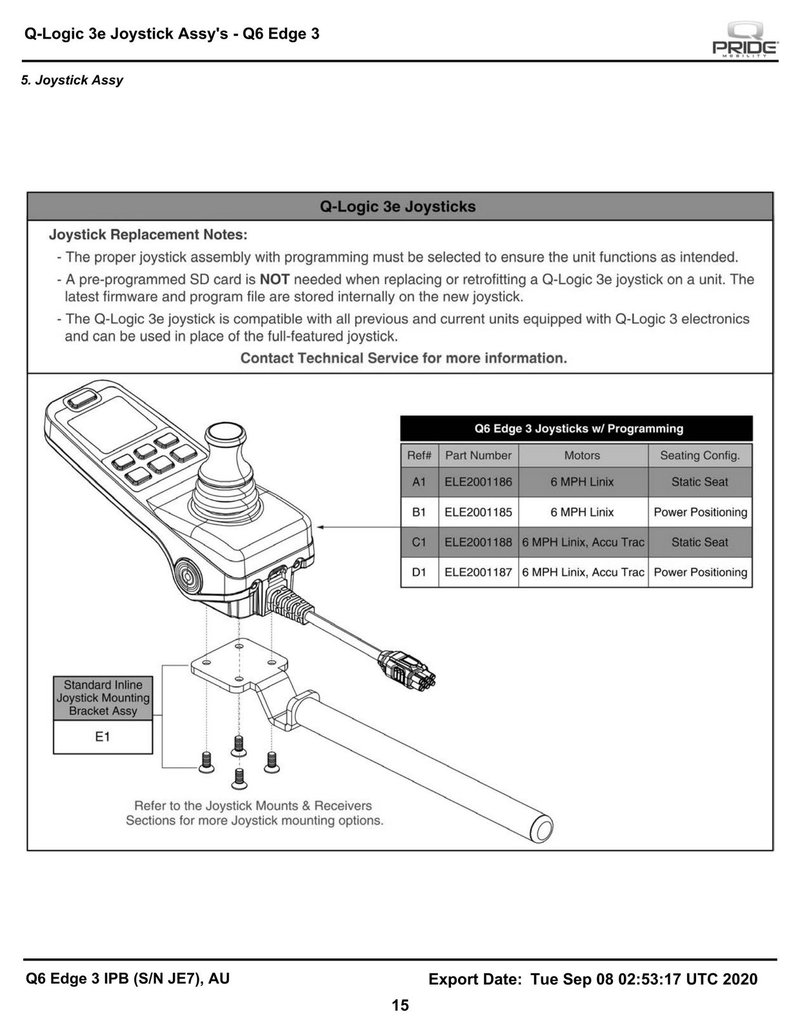 Q-Logic 3e Joystick Assy's - Q6 Edge 3
Q
PRIDE
MOBILITY
5. Joystick Assy
Q-Logic 3e Joysticks
Joystick Replacement Notes:
- The proper joystick assembly with programming must be selected to ensure the unit functions as intended.
- A pre-programmed SD card is NOT needed when replacing or retrofitting a Q-Logic 3e joystick on a unit. The
latest firmware and program file are stored internally on the new joystick.
- The Q-Logic 3e joystick is compatible with all previous and current units equipped with Q-Logic 3 electronics
and can be used in place of the full-featured joystick.
Contact Technical Service for more information.
Q6 Edge 3 Joysticks w/ Programming
Ref# Part Number Motors Seating Config.
A1 ELE2001186 6 MPH Linix Static Seat
B1 ELE2001185 6 MPH Linix Power Positioning
C1 ELE2001188 6 MPH Linix, Accu Trac Static Seat
D1 ELE2001187 6 MPH Linix, Accu Trac Power Positioning
Standard Inline
Joystick Mounting
Bracket Assy
E1
Refer to the Joystick Mounts & Receivers
Sections for more Joystick mounting options.
Q6 Edge 3 IPB (S/N JE7), AU
Export Date: Tue Sep 08 02:53:17 UTC 2020
15